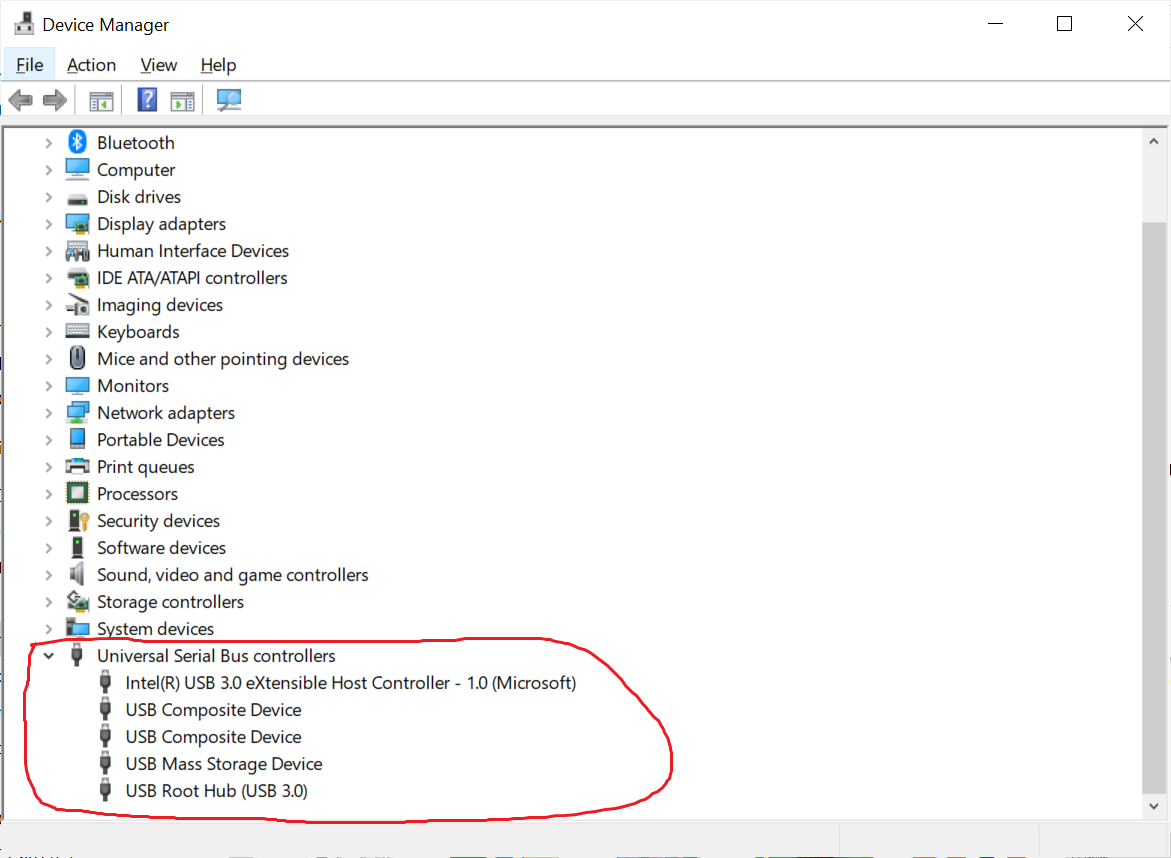 Device Manager
File Action View Help
Bluetooth
Computer
Disk drives
Display adapters
Human Interface Devices
IDE ATA/ATAPI controllers
Imaging devices
Keyboards
Mice and other pointing devices
Monitors
Network adapters
Portable Devices
Print queues
Processors
Security devices
Software devices
Sound, video and game controllers
Storage controllers
System devices
Universal Serial Bus controllers
Intel(R) USB 3.0 eXtensible Host Controller - 1.0 (Microsoft)
USB Composite Device
USB Composite Device
USB Mass Storage Device
USB Root Hub (USB 3.0)